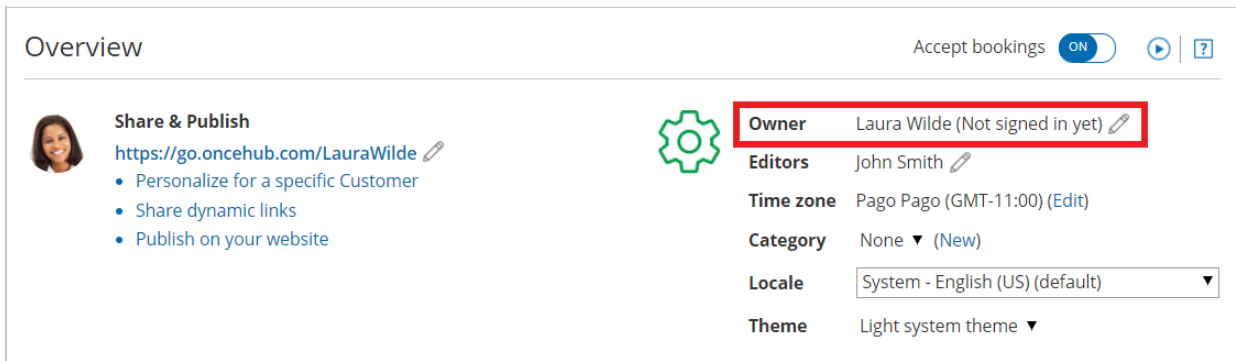 Overview
Accept bookings ON ?
Share & Publish
https://go.oncehub.com/LauraWilde
• Personalize for a specific Customer
• Share dynamic links
• Publish on your website
Owner Laura Wilde (Not signed in yet)
Editors John Smith
Time zone Pago Pago (GMT-11:00) (Edit)
Category None ▼ (New)
Locale System - English (US) (default) ▼
Theme Light system theme ▼